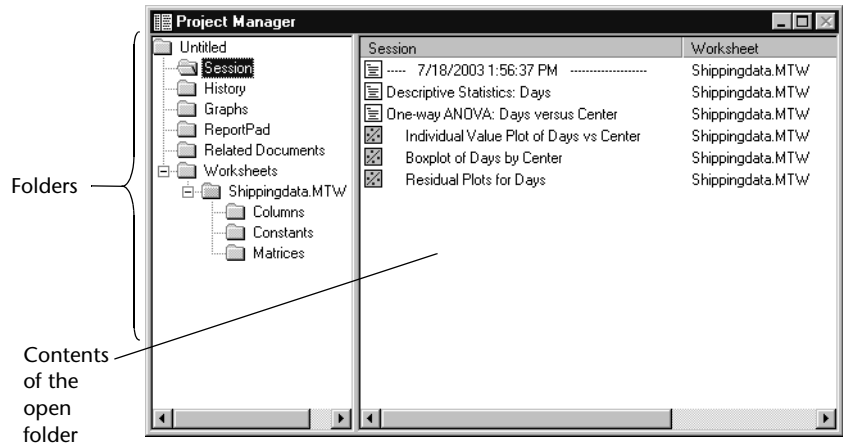 Project Manager
Untitled
Session
History
Graphs
ReportPad
Related Documents
Worksheets
Shippingdata.MTW
Columns
Constants
Matrices
Session Worksheet
----- 7/18/2003 1:56:37 PM ------------------- Shippingdata.MTW
Descriptive Statistics: Days Shippingdata.MTW
One-way ANOVA: Days versus Center Shippingdata.MTW
Individual Value Plot of Days vs Center Shippingdata.MTW
Boxplot of Days by Center Shippingdata.MTW
Residual Plots for Days Shippingdata.MTW
Folders
Contents
of the
open
folder